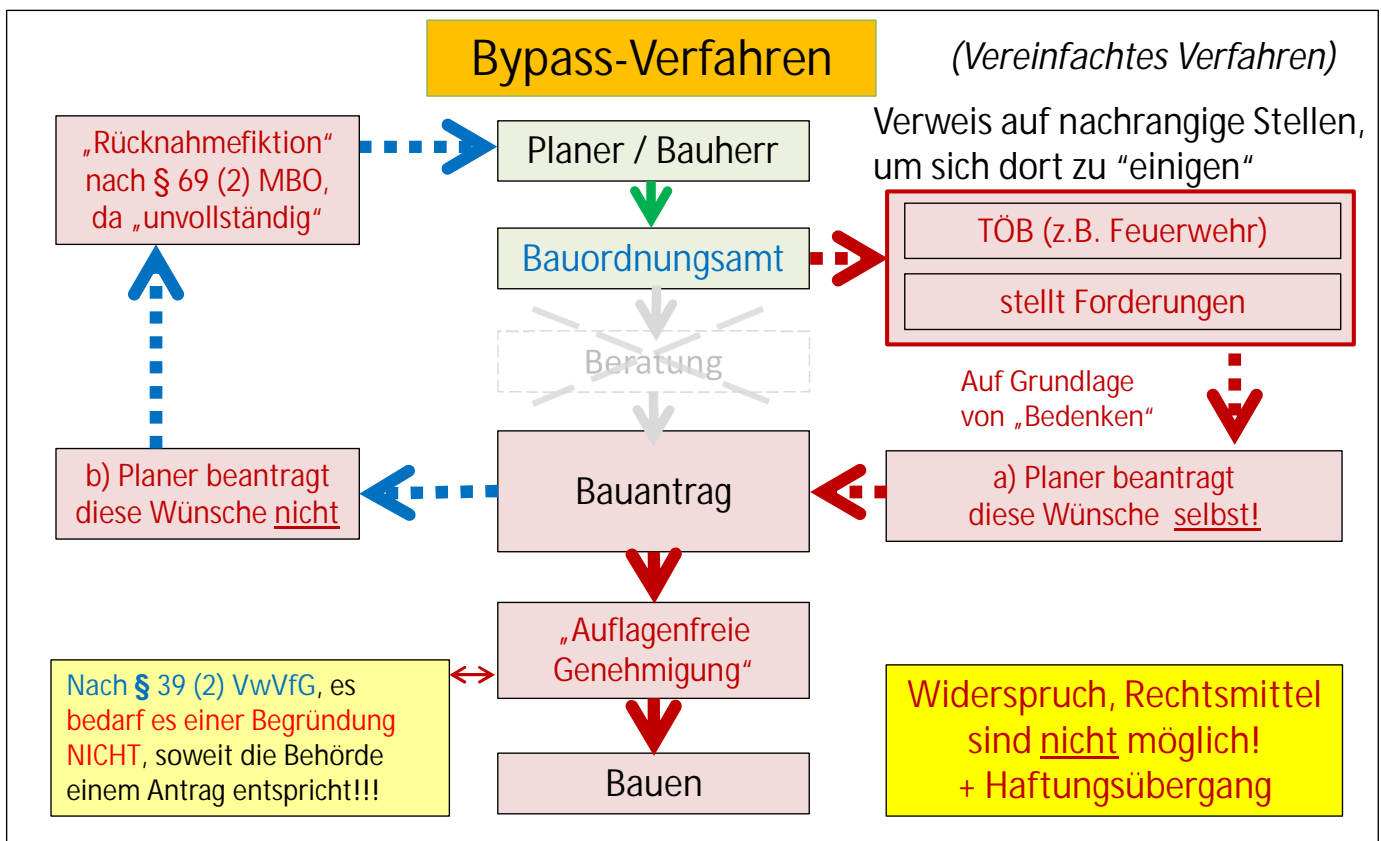 Bypass-Verfahren
(Vereinfachtes Verfahren)
„Rücknahmefiktion“
nach § 69 (2) MBO,
da „unvollständig“
Planer / Bauherr
Verweis auf nachrangige Stellen,
um sich dort zu "einigen“
Bauordnungsamt
TÖB (z.B. Feuerwehr)
stellt Forderungen
Beratung
Auf Grundlage
von „Bedenken“
b) Planer beantragt
diese Wünsche nicht
Bauantrag
a) Planer beantragt
diese Wünsche selbst!
„Auflagenfreie
Genehmigung“
Nach § 39 (2) VwVfG, es
bedarf es einer Begründung
NICHT, soweit die Behörde
einem Antrag entspricht!!!
Bauen
Widerspruch, Rechtsmittel
sind nicht möglich!
+ Haftungsübergang